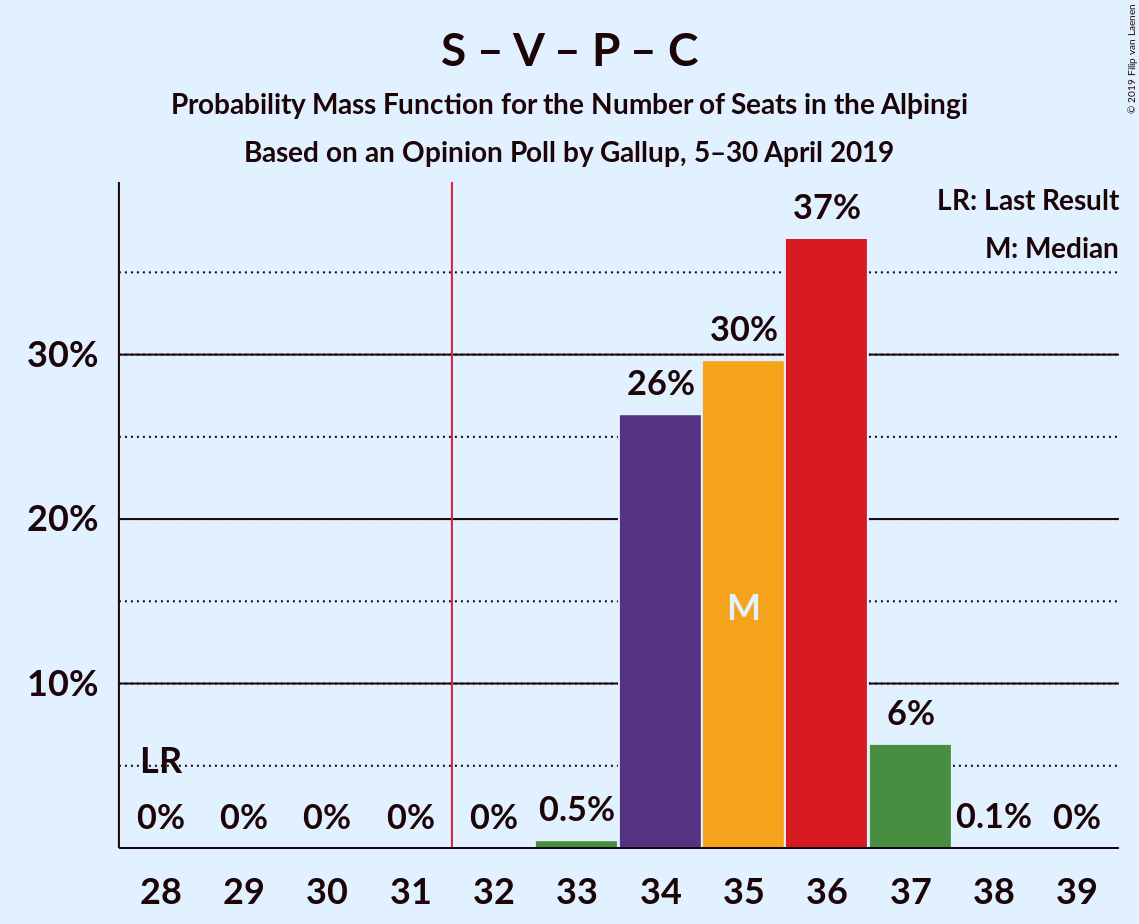 S – V – P – C
Probability Mass Function for the Number of Seats in the Alþingi
Based on an Opinion Poll by Gallup, 5–30 April 2019
© 2019 Filip van Laenen
LR: Last Result
M: Median
37%
30%
30%
26%
20%
M
10%
6%
LR
0% 0% 0% 0% 0% 0.5% 0.1% 0%
28 29 30 31 32 33 34 35 36 37 38 39